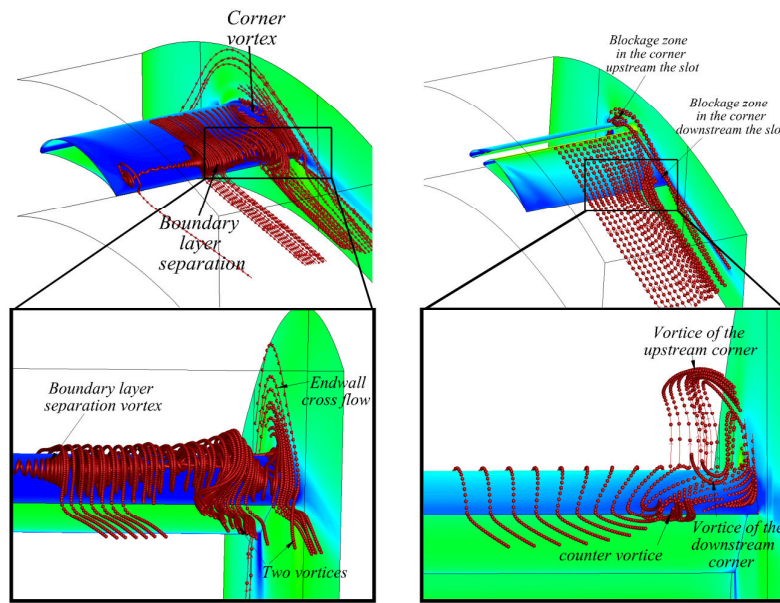 Corner
vortex
Boundary
layer
separation
Blockage zone
in the corner
upstream the slot
Blockage zone
in the corner
downstream the slot
Boundary layer
separation vortex
Endwall
cross flow
Two vortices
Vortice of the
upstream corner
counter vortice
Vortice of the
downstream
corner